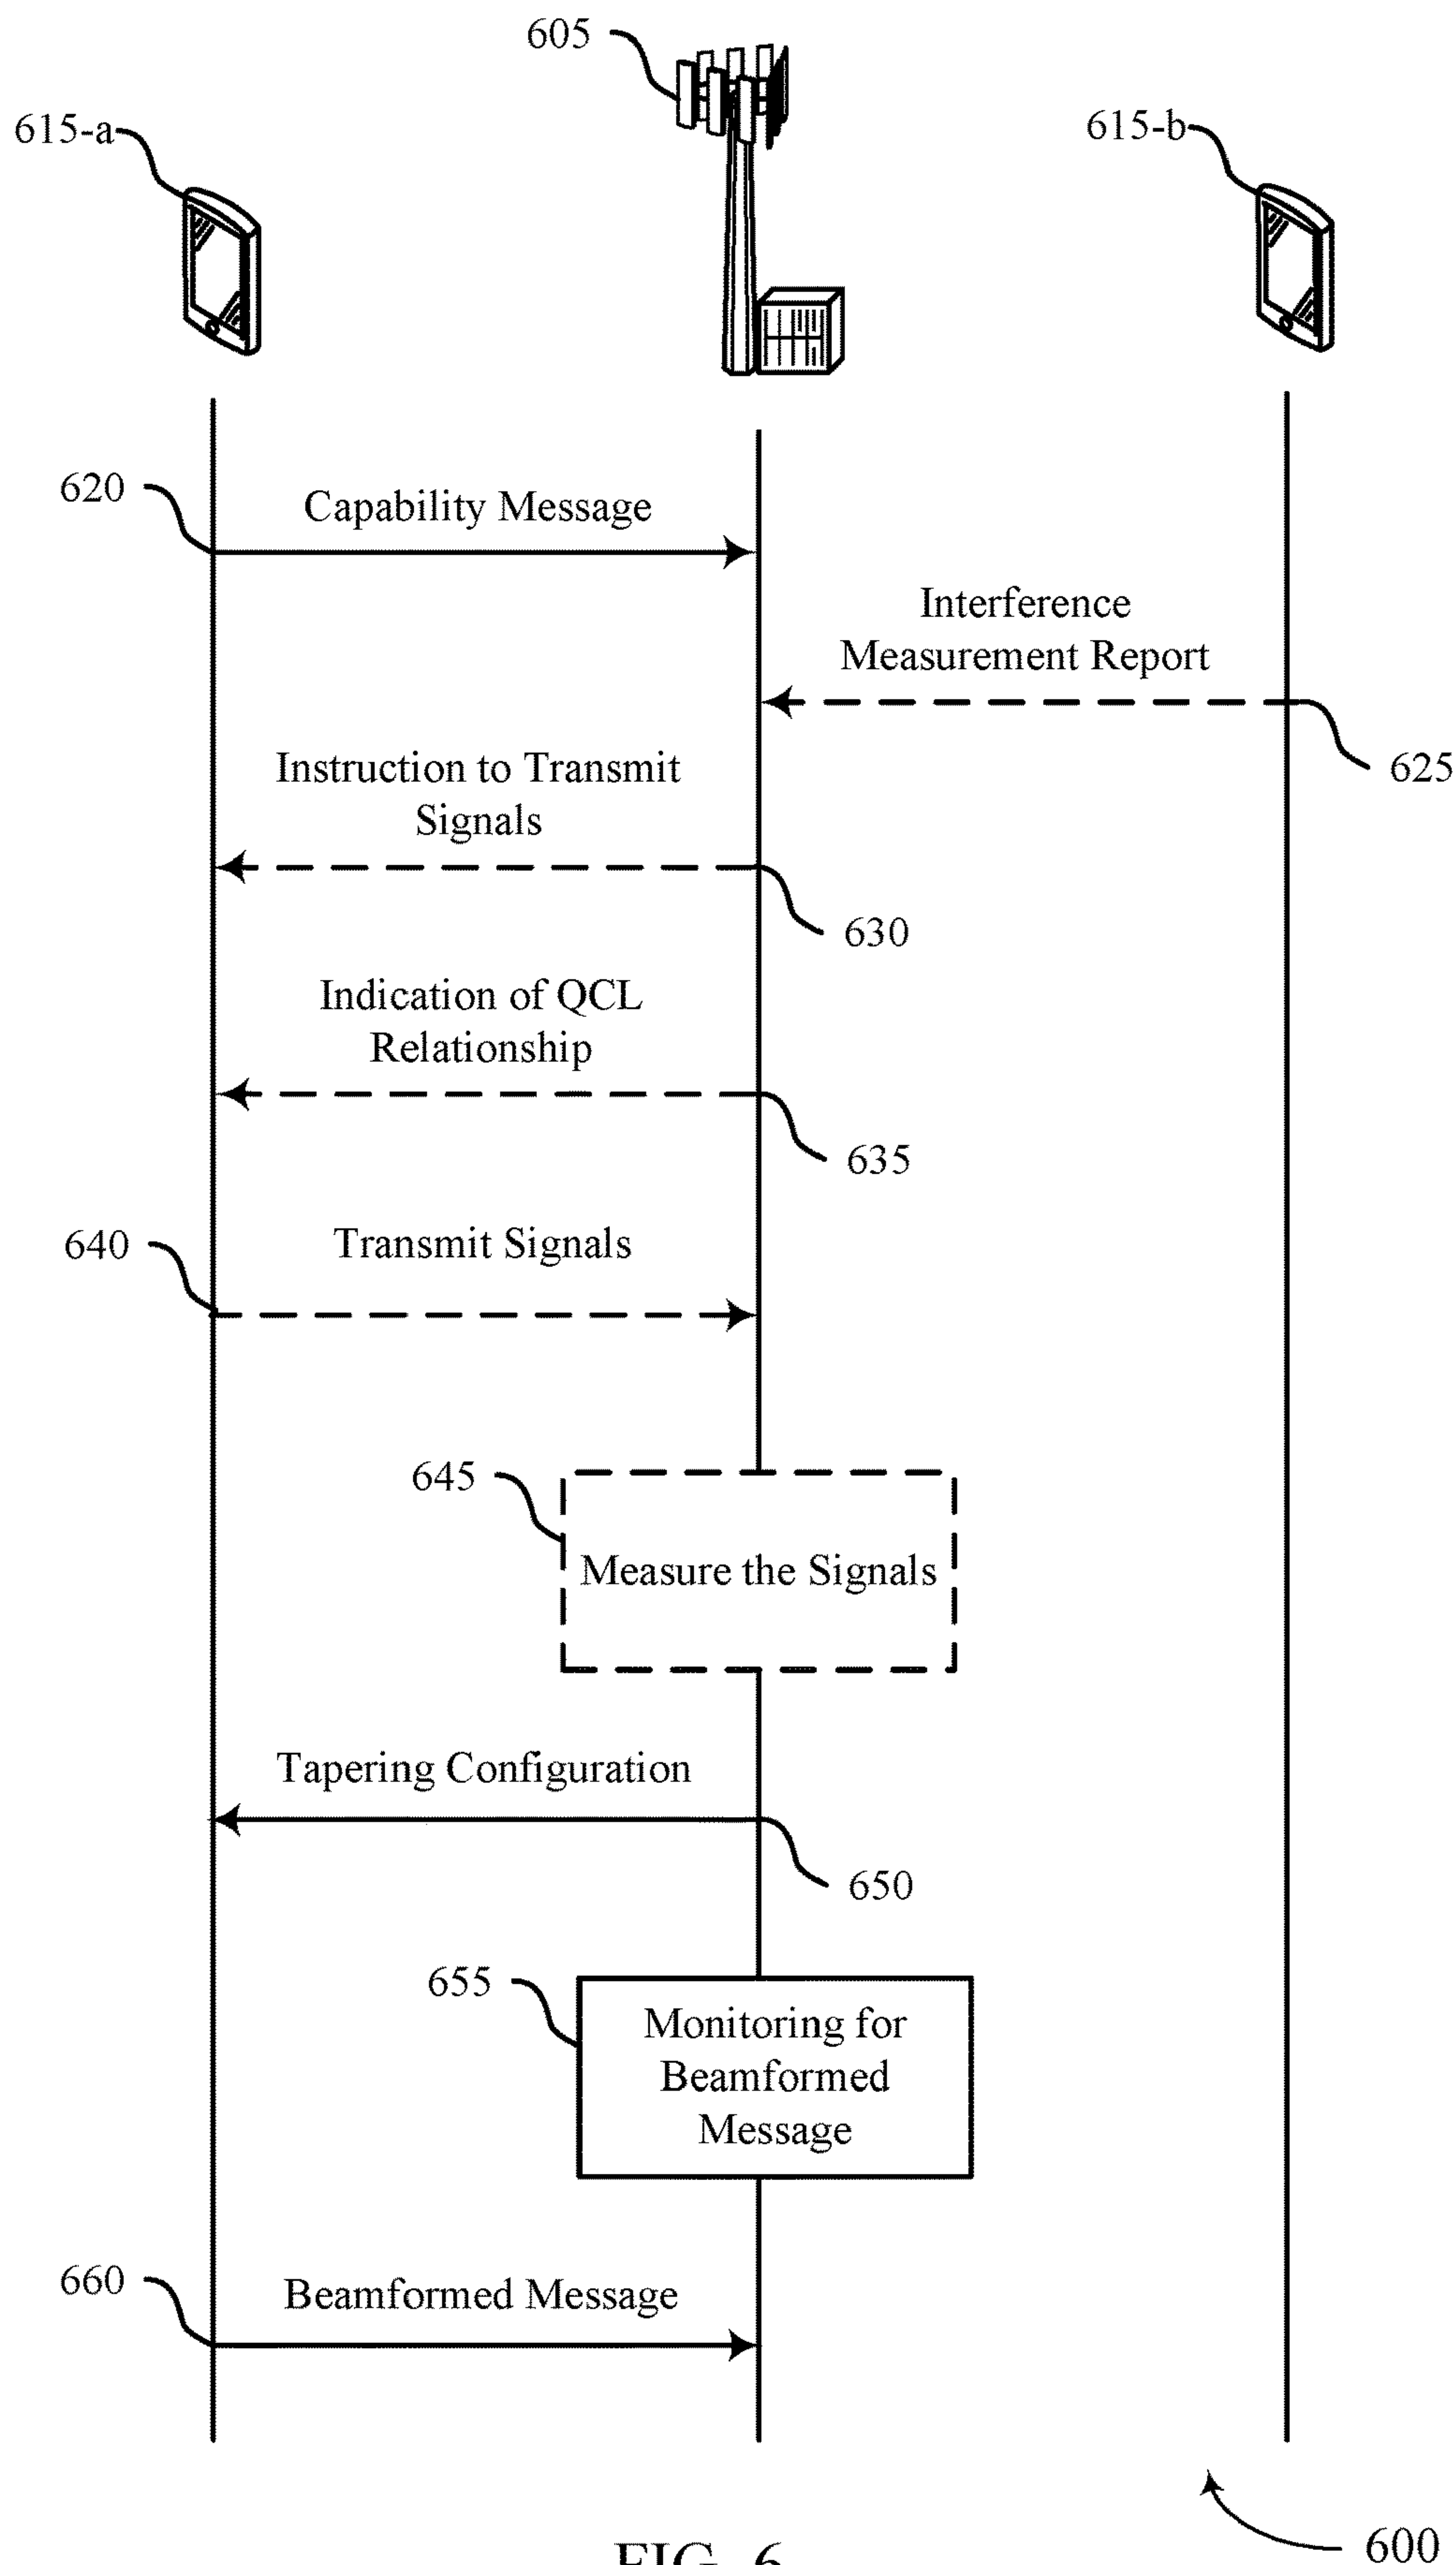 605
615-a
615-b
620
Capability Message
Interference
Measurement Report
625
Instruction to Transmit
Signals
630
Indication of QCL
Relationship
635
640
Transmit Signals
645
Measure the Signals
Tapering Configuration
650
655
Monitoring for
Beamformed
Message
660
Beamformed Message
600
FIG. 6